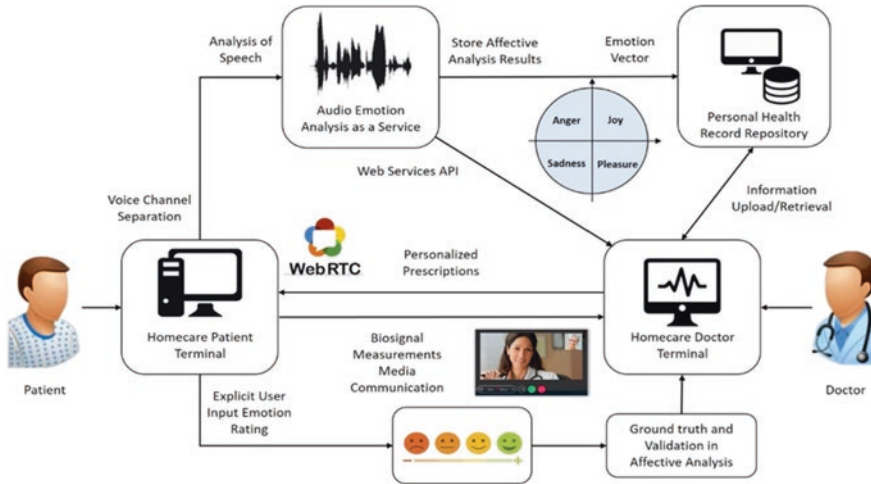 Analysis of
Speech
Audio Emotion
Analysis as a Service
Store Affective
Analysis Results
Emotion
Vector
Anger
Joy
Sadness
Pleasure
Personal Health
Record Repository
Web Services API
Voice Channel
Separation
Information
Upload/Retrieval
WebRTC
Personalized
Prescriptions
Homecare Patient
Terminal
Homecare Doctor
Terminal
Biosignal
Measurements
Media
Communication
Patient
Doctor
Explicit User
Input Emotion
Rating
Ground truth and
Validation in
Affective Analysis